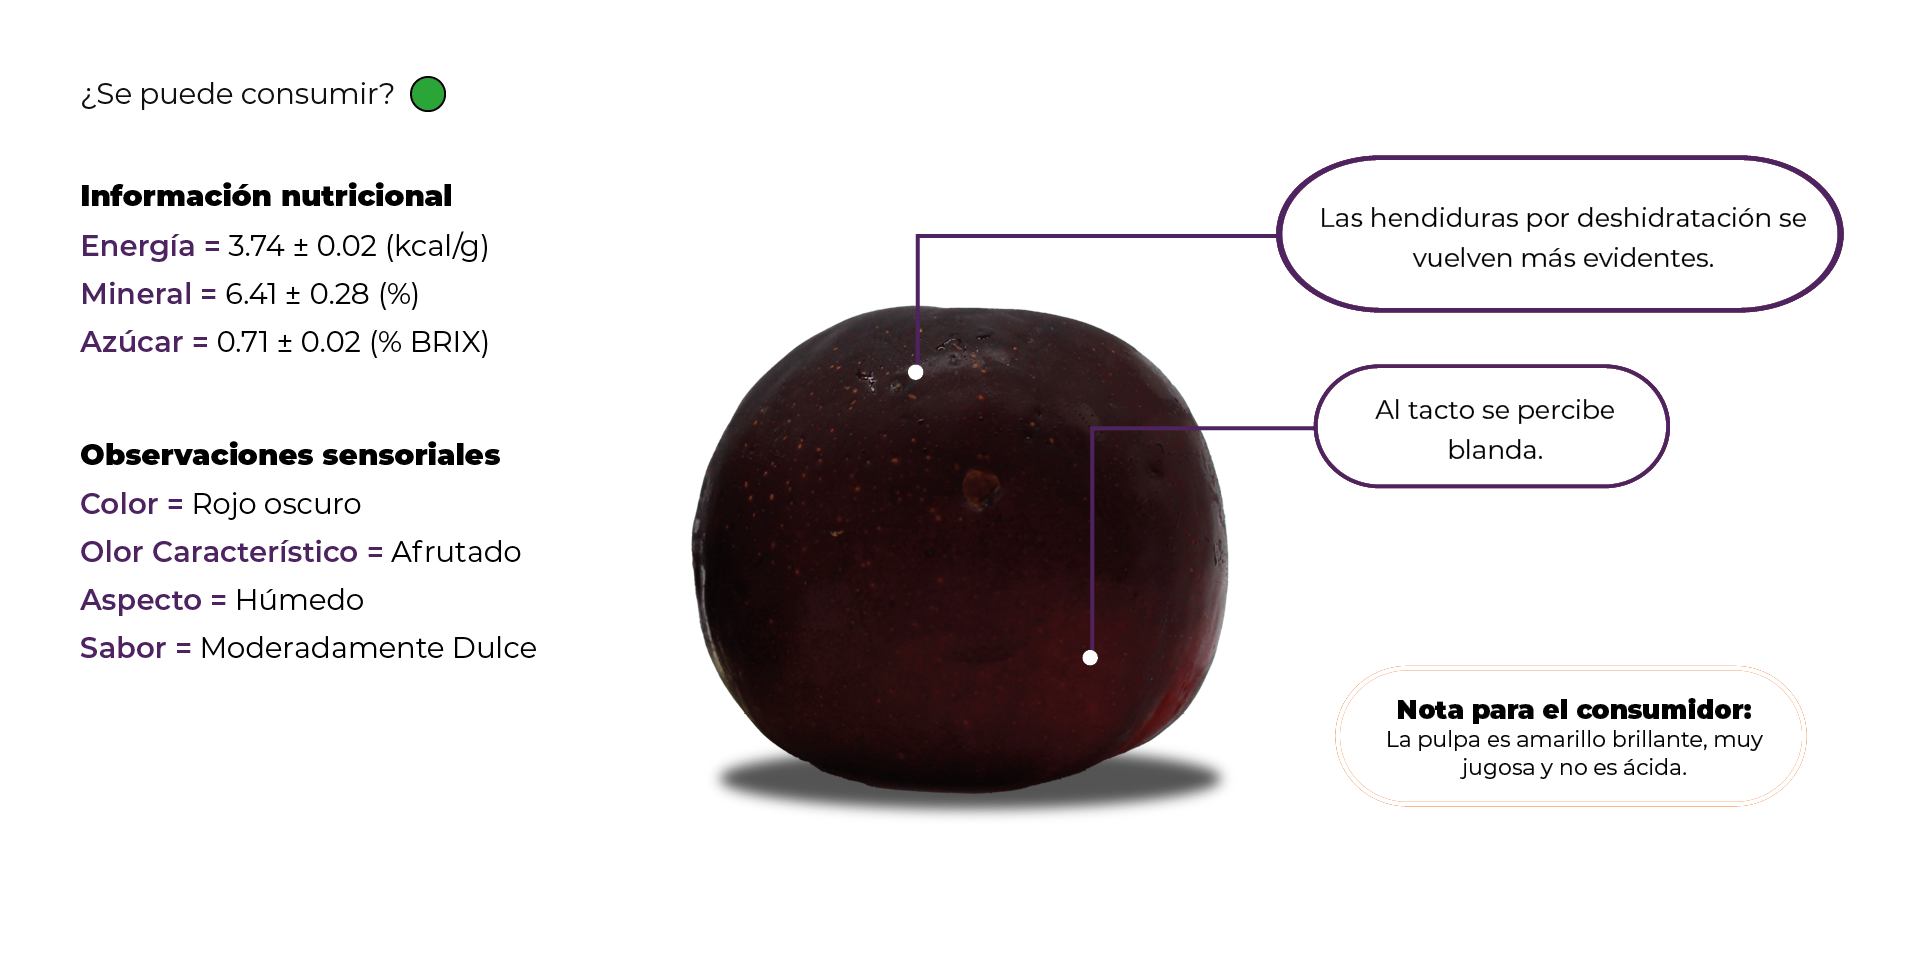 ¿Se puede consumir?
Información nutricional
Energía = 3.74 ± 0.02 (kcal/g)
Mineral = 6.41 ± 0.28 (%)
Azúcar = 0.71 ± 0.02 (% BRIX)
Observaciones sensoriales
Color = Rojo oscuro
Olor Característico = Afrutado
Aspecto = Húmedo
Sabor = Moderadamente Dulce
Las hendiduras por deshidratación se
vuelven más evidentes.
Al tacto se percibe
blanda.
Nota para el consumidor:
La pulpa es amarillo brillante, muy
jugosa y no es ácida.